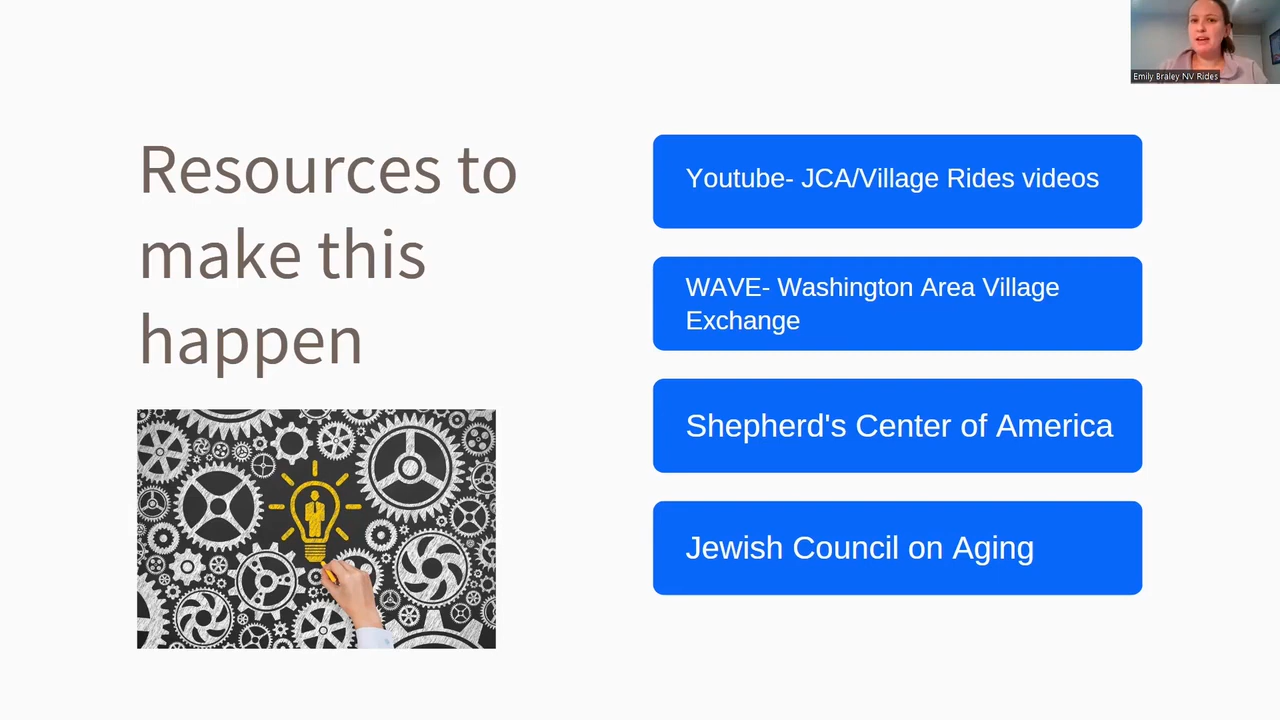 Emily Braley NV Rides
Resources to
make this
happen
Youtube- JCA/Village Rides videos
WAVE- Washington Area Village
Exchange
Shepherd's Center of America
Jewish Council on Aging